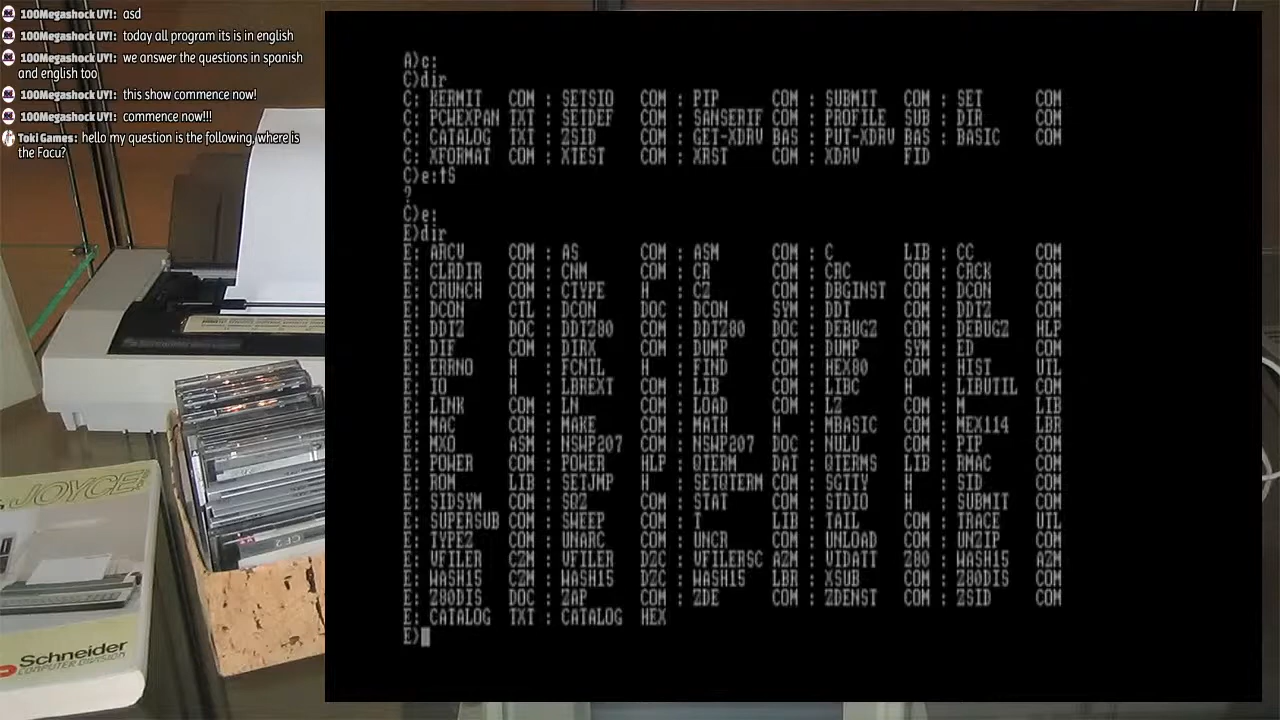 100MegashockUY!: asd
100MegashockUY!: today all program its is in english
100MegashockUY!: we answer the questions in spanish
and english too
100MegashockUY!: this show commence now!
100MegashockUY!: commence now!!!
Toki Games: hello my question is the following, where is
the Facu?
A>c:
C>dir
C: KERMIT   COM : SETSIO   COM : PIP      COM : SUBMIT   COM : SET      COM
C: PCWEXPAN TXT : SETDEF   COM : SANSERIF COM : PROFILE  SUB : DIR      COM
C: CATALOG  TXT : ZSID     COM : GET-XDRV BAS : PUT-XDRV BAS : BASIC    COM
C: XFORMAT  COM : XTEST    COM : XRST     COM : XDRV     FID
C>e:↑S
?
C>e:
E>dir
E: ARCV     COM : AS       COM : ASM      COM : C        LIB : CC       COM
E: CLRDIR   COM : CNM      COM : CR       COM : CRC      COM : CRCK     COM
E: CRUNCH   COM : CTYPE    H   : CZ       COM : DBGINST  COM : DCON     COM
E: DCON     CTL : DCON     DOC : DCON     SYM : DDT      COM : DDTZ     COM
E: DDTZ     DOC : DDTZ80   COM : DDTZ80   DOC : DEBUGZ   COM : DEBUGZ   HLP
E: DIF      COM : DIRX     COM : DUMP     COM : DUMP     SYM : ED       COM
E: ERRNO    H   : FCNTL    H   : FIND     COM : HEX80    COM : HIST     UTL
E: IO       H   : LBREXT   COM : LIB      COM : LIBC     H   : LIBUTIL  COM
E: LINK     COM : LN       COM : LOAD     COM : LZ       COM : M        LIB
E: MAC      COM : MAKE     COM : MATH     H   : MBASIC   COM : MEX114   LBR
E: MXO      ASM : NSWP207  COM : NSWP207  DOC : NULU     COM : PIP      COM
E: POWER    COM : POWER    HLP : QTERM    DAT : QTERMS   LIB : RMAC     COM
E: ROM      LIB : SETJMP   H   : SETQTERM COM : SGTTY    H   : SID      COM
E: SIDSYM   COM : SQZ      COM : STAT     COM : STDIO    H   : SUBMIT   COM
E: SUPERSUB COM : SWEEP    COM : T        LIB : TAIL     COM : TRACE    UTL
E: TYPEZ    COM : UNARC    COM : UNCR     COM : UNLOAD   COM : UNZIP    COM
E: VFILER   CZM : VFILER   DZC : VFILERSC AZM : VIDATT   Z80 : WASH15   AZM
E: WASH15   CZM : WASH15   DZC : WASH15   LBR : XSUB     COM : Z80DIS   COM
E: Z80DIS   DOC : ZAP      COM : ZDE      COM : ZDENST   COM : ZSID     COM
E: CATALOG  TXT : CATALOG  HEX
E>
JOYCE
CF2
Schneider
COMPUTER DIVISION